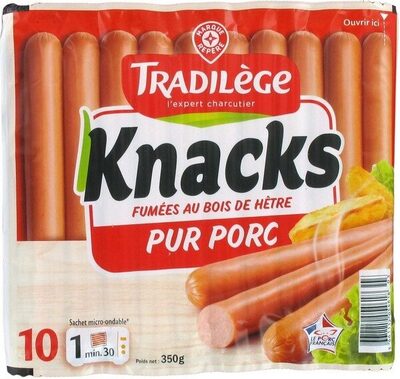 Ouvrir ici
MARQUE
REPÈRE
TRADILÈGE
l'expert charcutier
Knacks
FUMÉES AU BOIS DE HÊTRE
PUR PORC
10
Sachet micro-ondable*
1 min.30
Poids net : 350g
LE PORC
FRANÇAIS